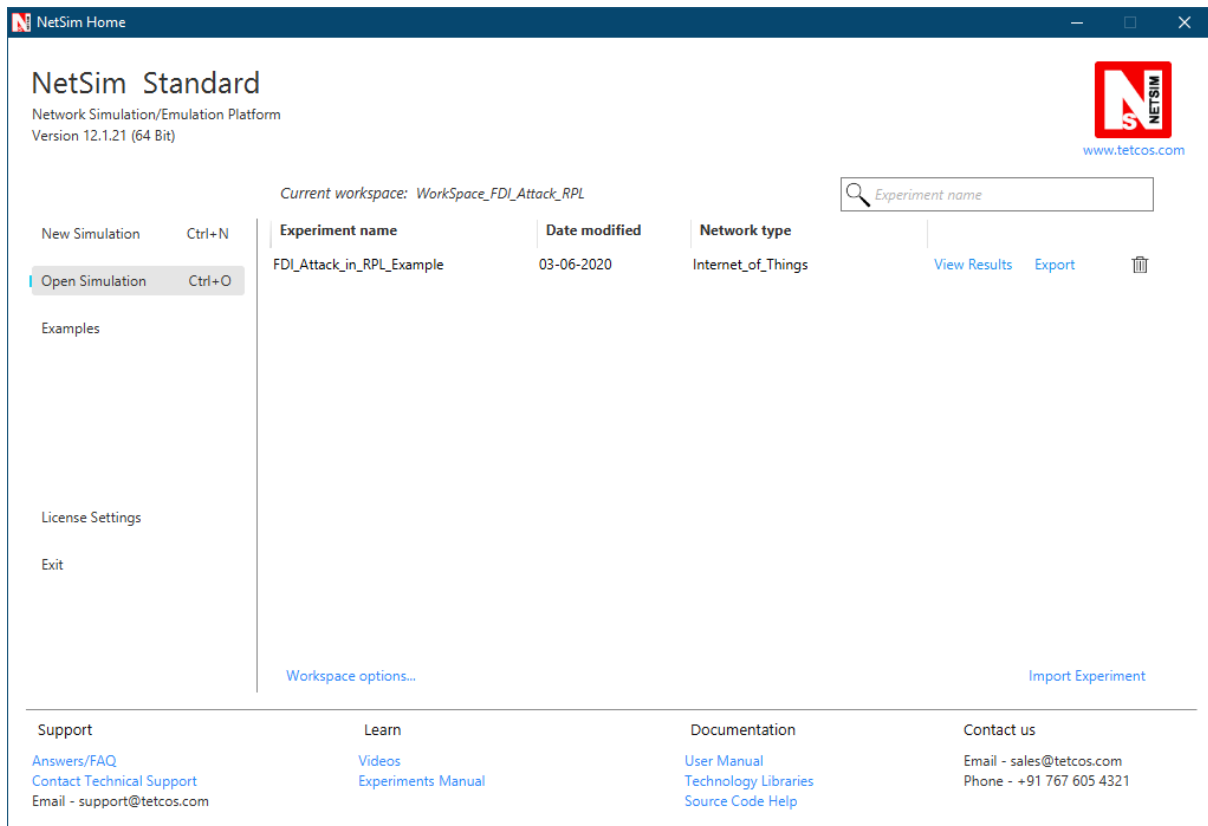 NetSim Home
NetSim Standard
Network Simulation/Emulation Platform
Version 12.1.21 (64 Bit)
NETSIM
www.tetcos.com
Current workspace: WorkSpace_FDI_Attack_RPL
Experiment name
New Simulation Ctrl+N
Experiment name Date modified Network type
FDI_Attack_in_RPL_Example 03-06-2020 Internet_of_Things View Results Export
Open Simulation Ctrl+O
Examples
License Settings
Exit
Workspace options...
Import Experiment
Support Learn Documentation Contact us
Answers/FAQ Videos User Manual Email - sales@tetcos.com
Contact Technical Support Experiments Manual Technology Libraries Phone - +91 767 605 4321
Email - support@tetcos.com Source Code Help